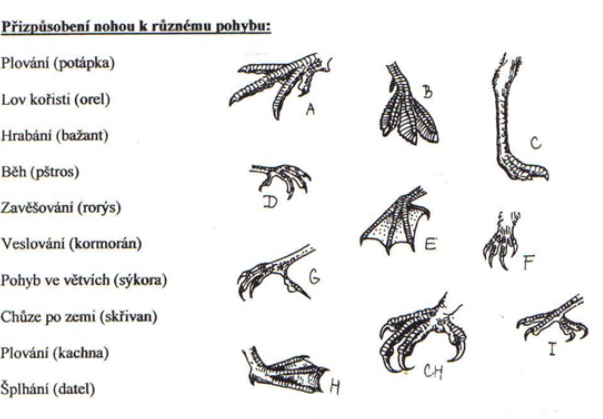 Přizpůsobení nohou k různému pohybu:
Plování (potápka)
Lov kořisti (orel)
Hrabání (bažant)
Běh (pštros)
Zavěšování (rorýs)
Veslování (kormorán)
Pohyb ve větvích (sýkora)
Chůze po zemi (skřivan)
Plování (kachna)
Šplhání (datel)
A
B
C
D
E
F
G
H
CH
I